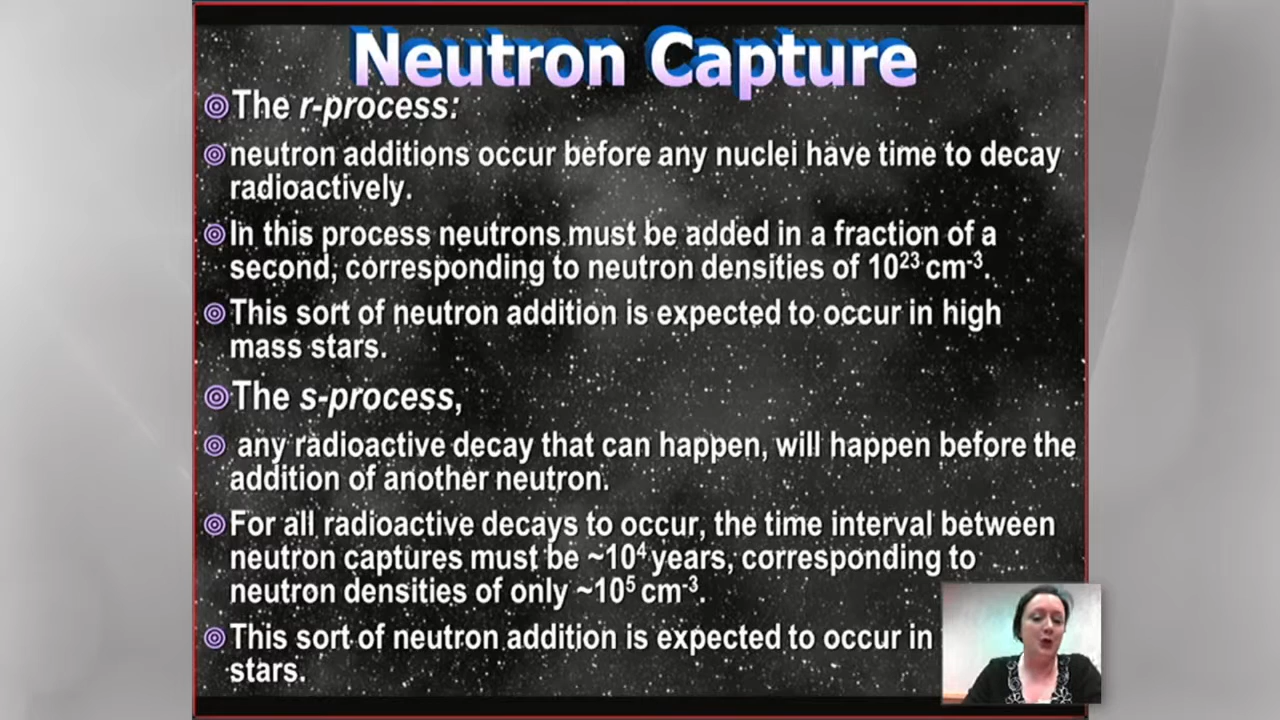 Neutron Capture
The r-process:
neutron additions occur before any nuclei have time to decay
radioactively.
In this process neutrons must be added in a fraction of a
second, corresponding to neutron densities of 10²³ cm⁻³.
This sort of neutron addition is expected to occur in high
mass stars.
The s-process,
any radioactive decay that can happen, will happen before the
addition of another neutron.
For all radioactive decays to occur, the time interval between
neutron captures must be ~10⁴ years, corresponding to
neutron densities of only ~10⁵ cm⁻³.
This sort of neutron addition is expected to occur in
stars.